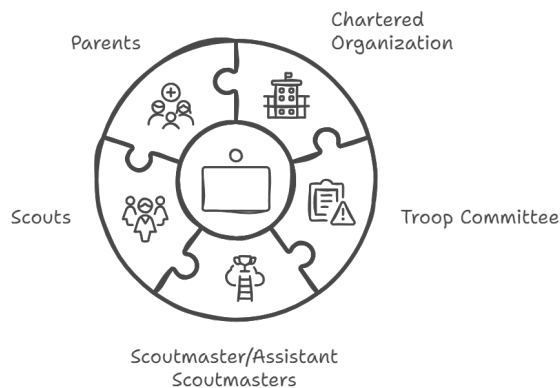 Chartered
Organization
Parents
Scouts
Troop Committee
Scoutmaster/Assistant
Scoutmasters